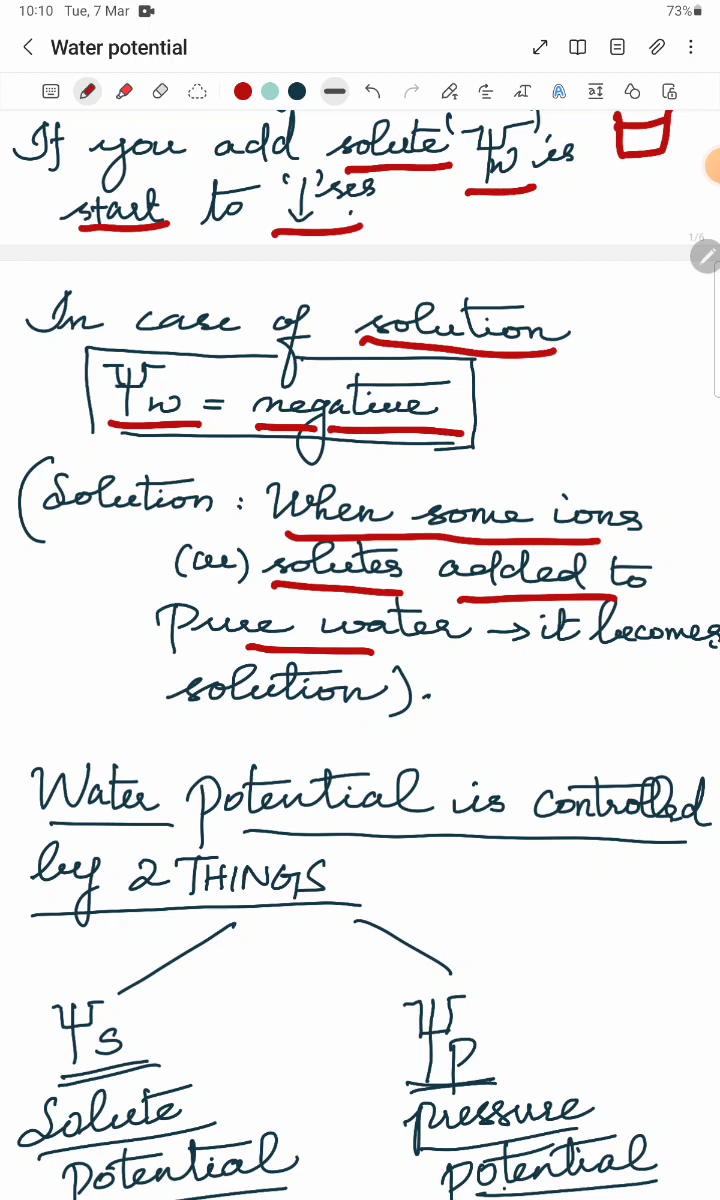 10:10 Tue, 7 Mar
73%
Water potential
If you add solute 'Ψw' is
start to '↓'ses
1/6
In case of solution
Ψw = negative
(Solution : When some ions
(or) solutes added to
Pure water → it becomes
solution).
Water potential is controlled
by 2 THINGS
Ψs Ψp
Solute pressure
Potential potential